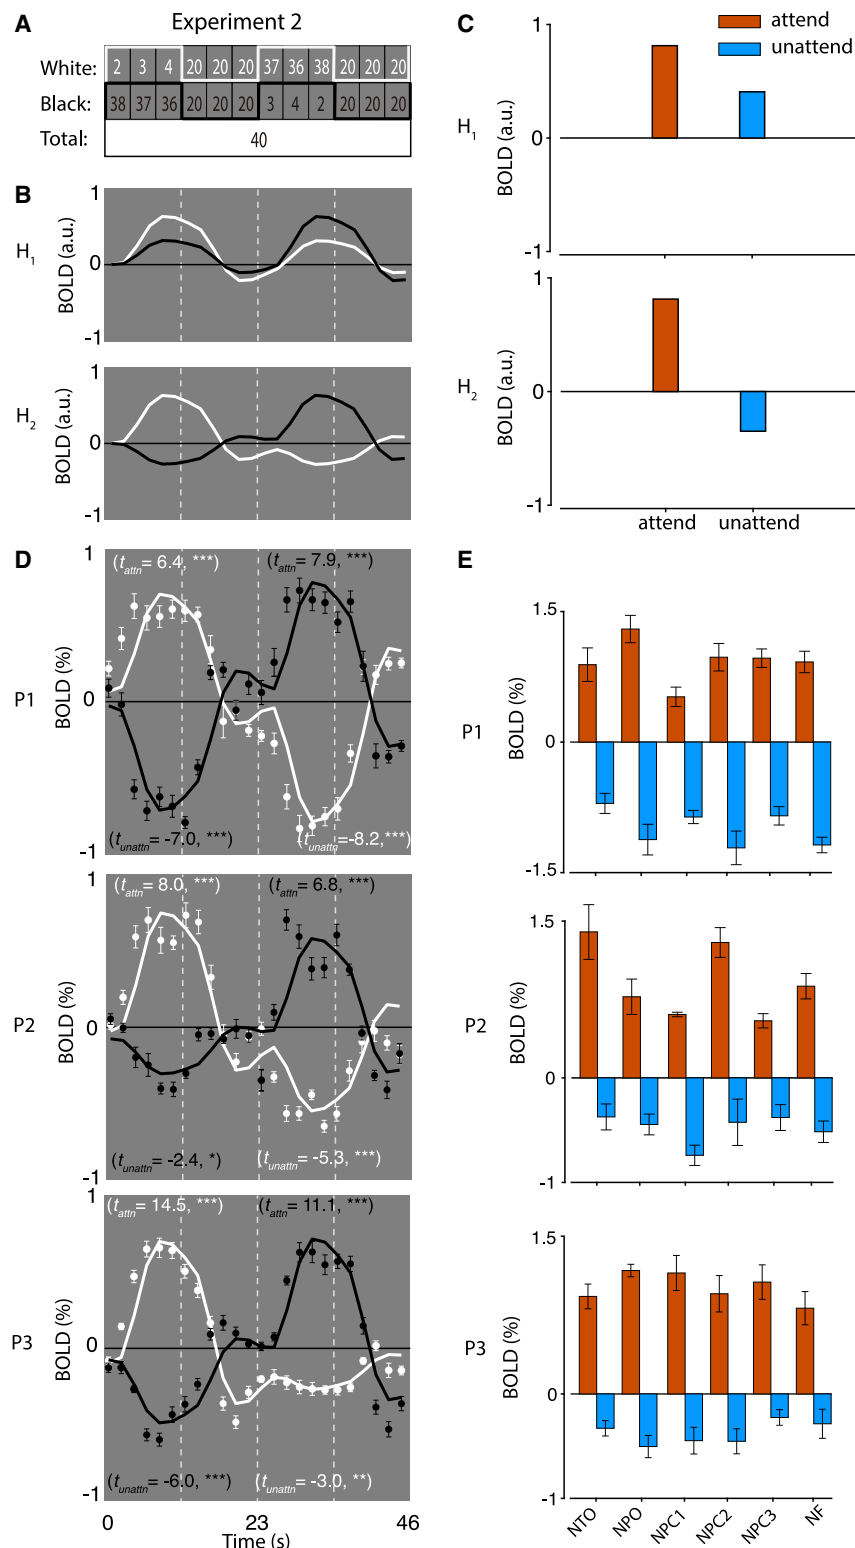 A
Experiment 2
White: 2 3 4 20 20 20 37 36 38 20 20 20
Black: 38 37 36 20 20 20 3 4 2 20 20 20
Total: 40
B
H1
BOLD (a.u.)
1
0
-1
H2
BOLD (a.u.)
1
0
-1
C
attend
unattend
H1
BOLD (a.u.)
1
0
-1
H2
BOLD (a.u.)
1
0
-1
attend unattend
D
P1
BOLD (%)
1
0
-1
(tattn= 6.4, ***)
(tattn= 7.9, ***)
(tunattn= -7.0, ***)
(tunattn=-8.2,***)
P2
BOLD (%)
1
0
-1
(tattn= 8.0, ***)
(tattn= 6.8, ***)
(tunattn= -2.4, *)
(tunattn= -5.3, ***)
P3
BOLD (%)
1
0
-1
(tattn= 14.5, ***)
(tattn= 11.1, ***)
(tunattn= -6.0, ***)
(tunattn= -3.0, **)
0 23 46
Time (s)
E
P1
BOLD (%)
1.5
0
-1.5
P2
BOLD (%)
1.5
0
-1
P3
BOLD (%)
1.5
0
-1
NTO NPO NPC1 NPC2 NPC3 NF